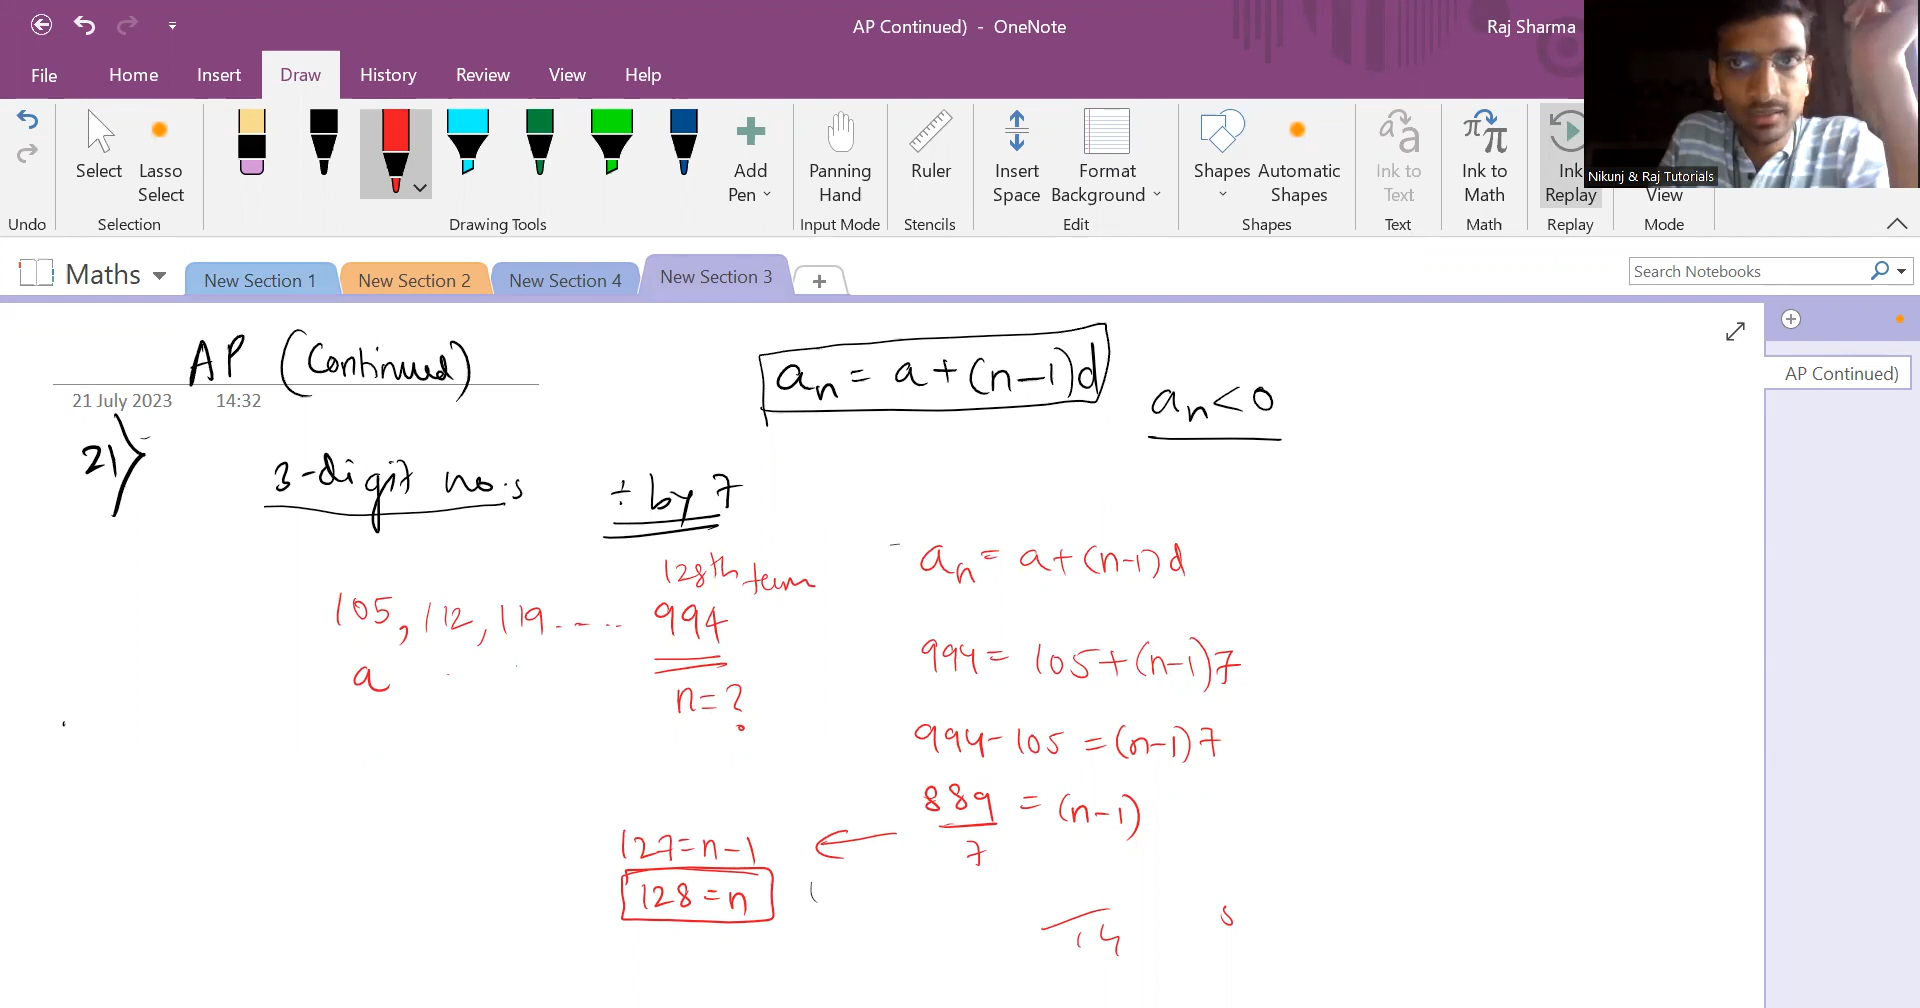 AP Continued) - OneNote
Raj Sharma
File Home Insert Draw History Review View Help
Select
Lasso Select
Add Pen
Panning Hand
Ruler
Insert Space
Format Background
Shapes
Automatic Shapes
Ink to Text
Ink to Math
Ink Replay
View
Nikunj & Raj Tutorials
Undo Selection Drawing Tools Input Mode Stencils Edit Shapes Text Math Replay Mode
Maths New Section 1 New Section 2 New Section 4 New Section 3
Search Notebooks
AP (Continued)
21 July 2023 14:32
AP Continued)
aₙ = a+(n-1)d
aₙ<0
21)
3-digit no.s ÷ by 7
128th term
105, 112, 119 ..... 994
a
n=?
aₙ = a+(n-1)d
994 = 105+(n-1)7
994-105 = (n-1)7
889/7 = (n-1)
127=n-1
128=n
14